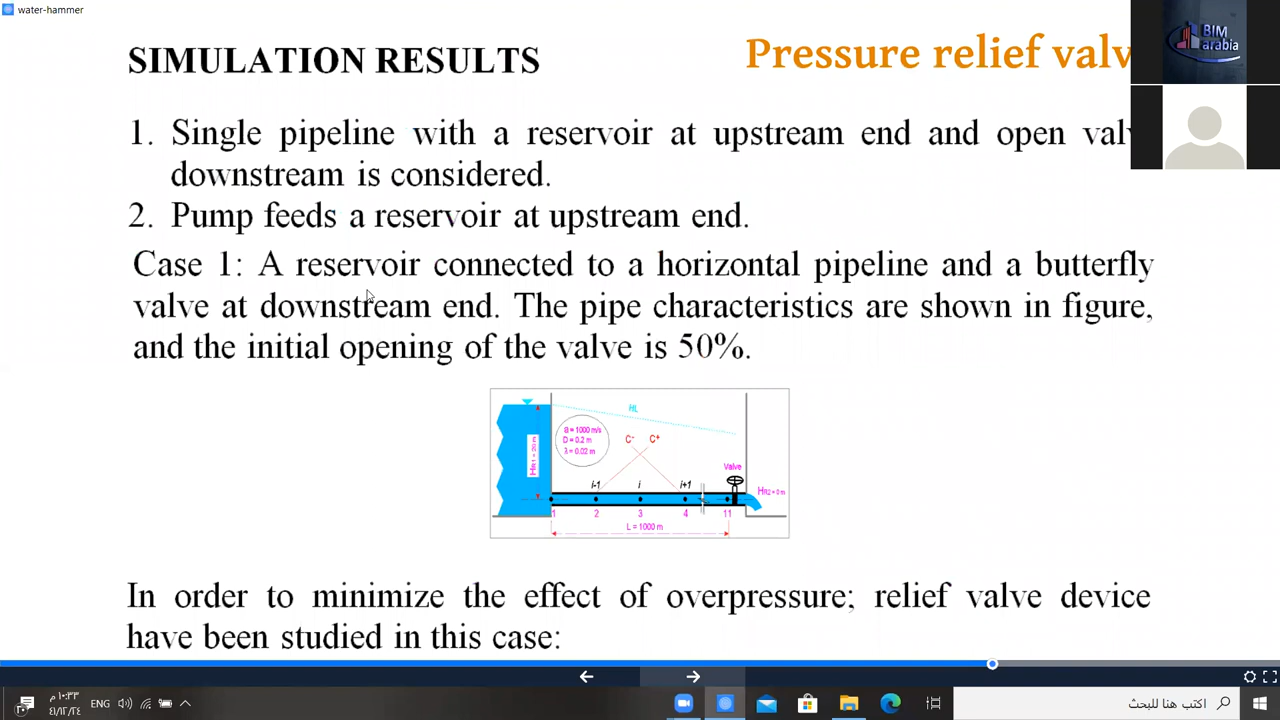 water-hammer
BIM
arabia
SIMULATION RESULTS
Pressure relief valv
1. Single pipeline with a reservoir at upstream end and open valv
downstream is considered.
2. Pump feeds a reservoir at upstream end.
Case 1: A reservoir connected to a horizontal pipeline and a butterfly
valve at downstream end. The pipe characteristics are shown in figure,
and the initial opening of the valve is 50%.
HL
a = 1000 m/s
D = 0.2 m
λ = 0.02 m
C- C+
Valve
i-1 i i+1
HR2 = 0 m
1 2 3 4 11
L = 1000 m
In order to minimize the effect of overpressure; relief valve device
have been studied in this case:
ENG
١٠:٣٣ م
اكتب هنا للبحث